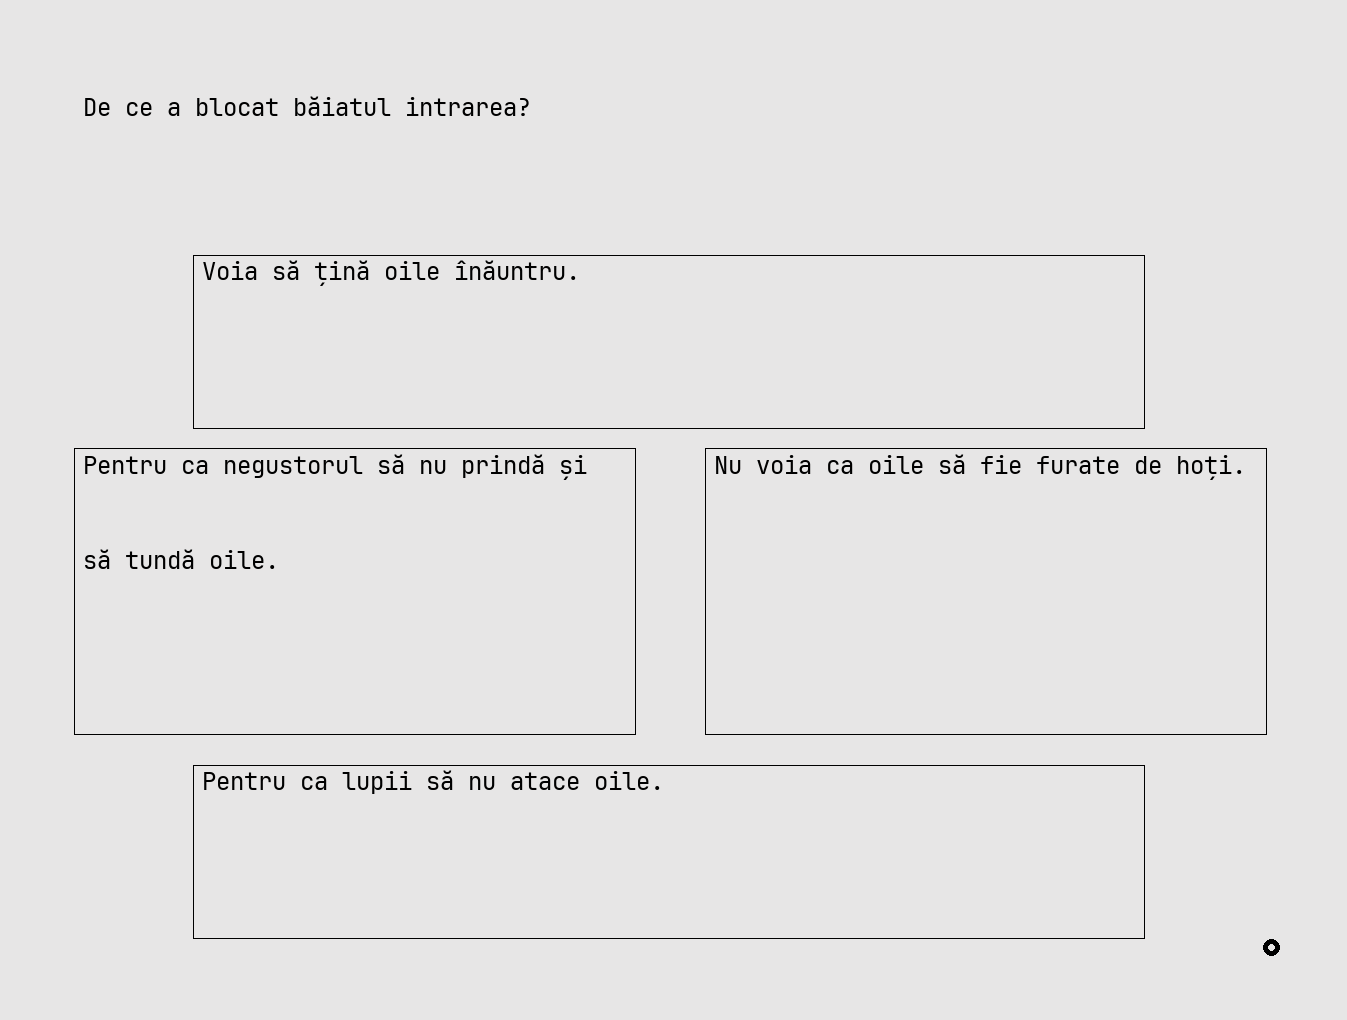 De ce a blocat băiatul intrarea?
Voia să țină oile înăuntru.
Pentru ca negustorul să nu prindă și
să tundă oile.
Nu voia ca oile să fie furate de hoți.
Pentru ca lupii să nu atace oile.